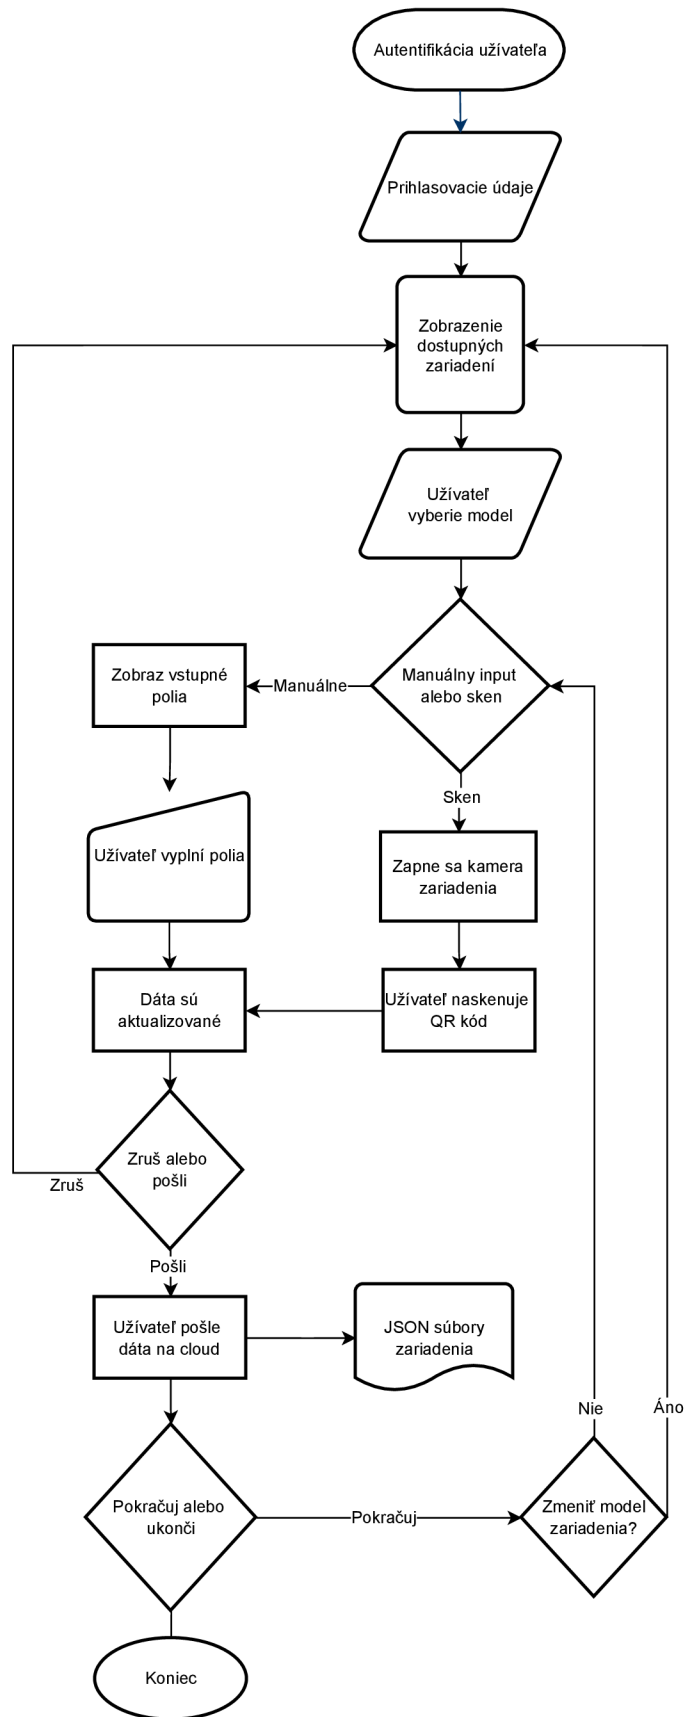 Autentifikácia užívateľa
Prihlasovacie údaje
Zobrazenie
dostupných
zariadení
Užívateľ
vyberie model
Manuálny input
alebo sken
Manuálne
Zobraz vstupné
polia
Sken
Užívateľ vyplní polia
Zapne sa kamera
zariadenia
Dáta sú
aktualizované
Užívateľ naskenuje
QR kód
Zruš alebo
pošli
Zruš
Pošli
Užívateľ pošle
dáta na cloud
JSON súbory
zariadenia
Nie
Áno
Pokračuj alebo
ukonči
Pokračuj
Zmeniť model
zariadenia?
Koniec